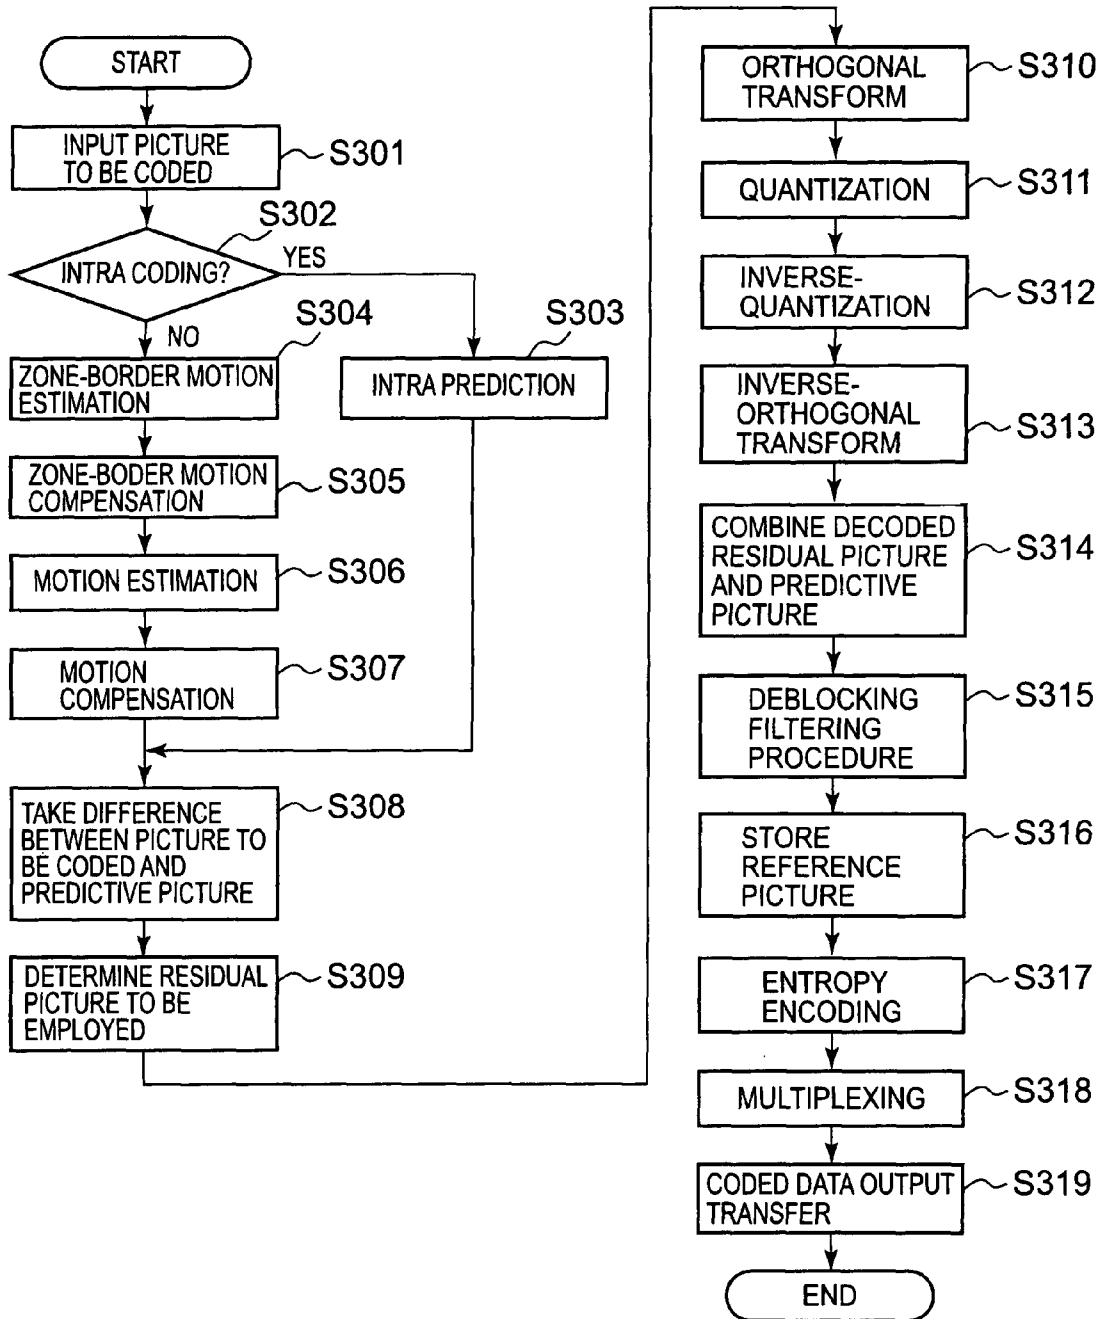 START
INPUT PICTURE
TO BE CODED
S301
S302
INTRA CODING?
YES
NO
S304
ZONE-BORDER MOTION
ESTIMATION
S303
INTRA PREDICTION
ZONE-BODER MOTION
COMPENSATION
S305
MOTION ESTIMATION
S306
MOTION
COMPENSATION
S307
TAKE DIFFERENCE
BETWEEN PICTURE TO
BE CODED AND
PREDICTIVE PICTURE
S308
DETERMINE RESIDUAL
PICTURE TO BE
EMPLOYED
S309
ORTHOGONAL
TRANSFORM
S310
QUANTIZATION
S311
INVERSE-
QUANTIZATION
S312
INVERSE-
ORTHOGONAL
TRANSFORM
S313
COMBINE DECODED
RESIDUAL PICTURE
AND PREDICTIVE
PICTURE
S314
DEBLOCKING
FILTERING
PROCEDURE
S315
STORE
REFERENCE
PICTURE
S316
ENTROPY
ENCODING
S317
MULTIPLEXING
S318
CODED DATA OUTPUT
TRANSFER
S319
END